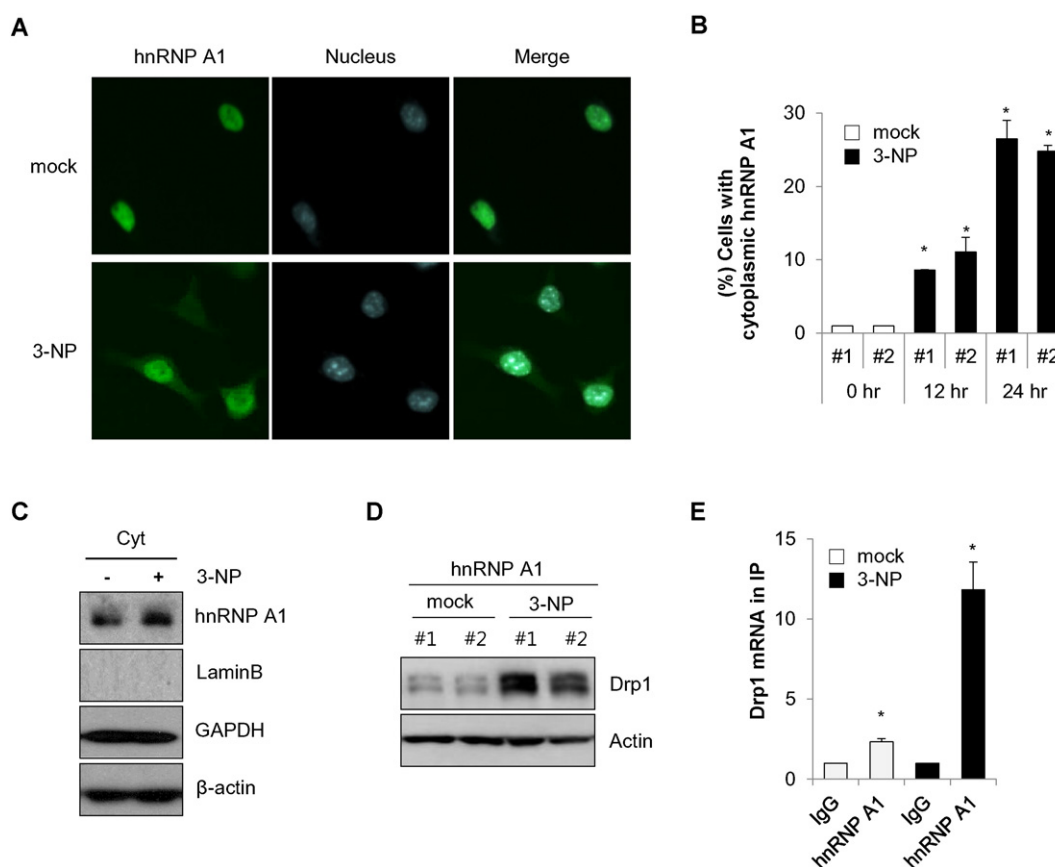 A
hnRNP A1 Nucleus Merge
mock
3-NP
B
(%) Cells with
cytoplasmic hnRNP A1
30
20
10
0
mock
3-NP
* * * *
#1 #2 #1 #2 #1 #2
0 hr 12 hr 24 hr
C
Cyt
- + 3-NP
hnRNP A1
LaminB
GAPDH
β-actin
D
hnRNP A1
mock 3-NP
#1 #2 #1 #2
Drp1
Actin
E
Drp1 mRNA in IP
15
10
5
0
mock
3-NP
* *
IgG
hnRNP A1
IgG
hnRNP A1